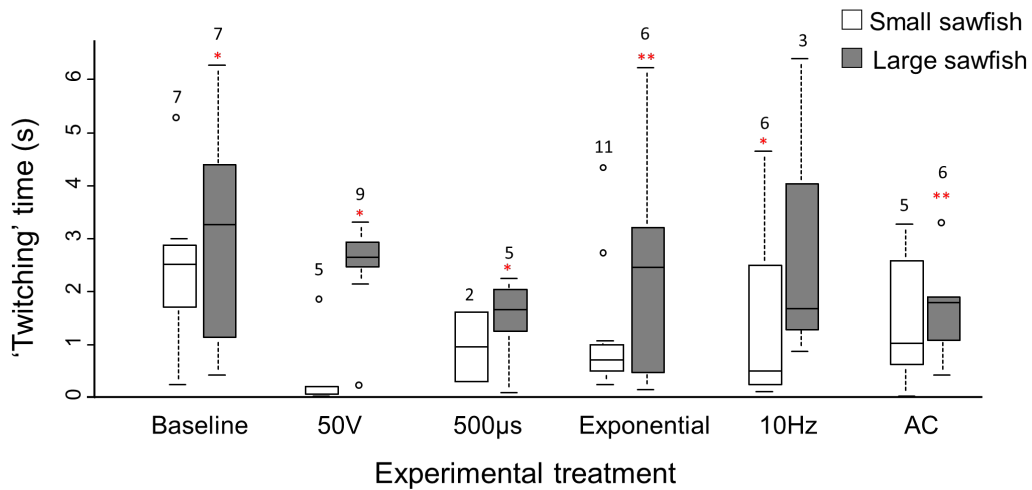 Small sawfish
Large sawfish
'Twitching' time (s)
6
5
4
3
2
1
0
7
7
*
5
9
*
2
5
*
11
6
**
6
*
3
5
6
**
Baseline
50V
500µs
Exponential
10Hz
AC
Experimental treatment